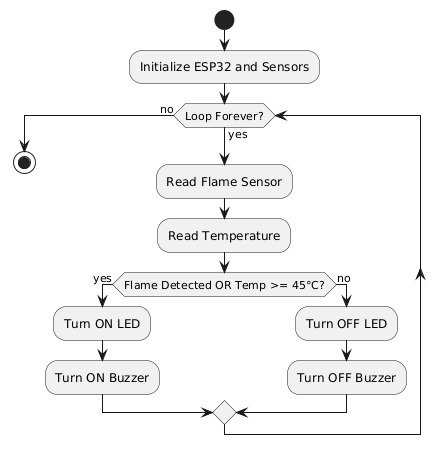 Initialize ESP32 and Sensors
no
Loop Forever?
yes
Read Flame Sensor
Read Temperature
yes
Flame Detected OR Temp >= 45°C?
no
Turn ON LED
Turn OFF LED
Turn ON Buzzer
Turn OFF Buzzer